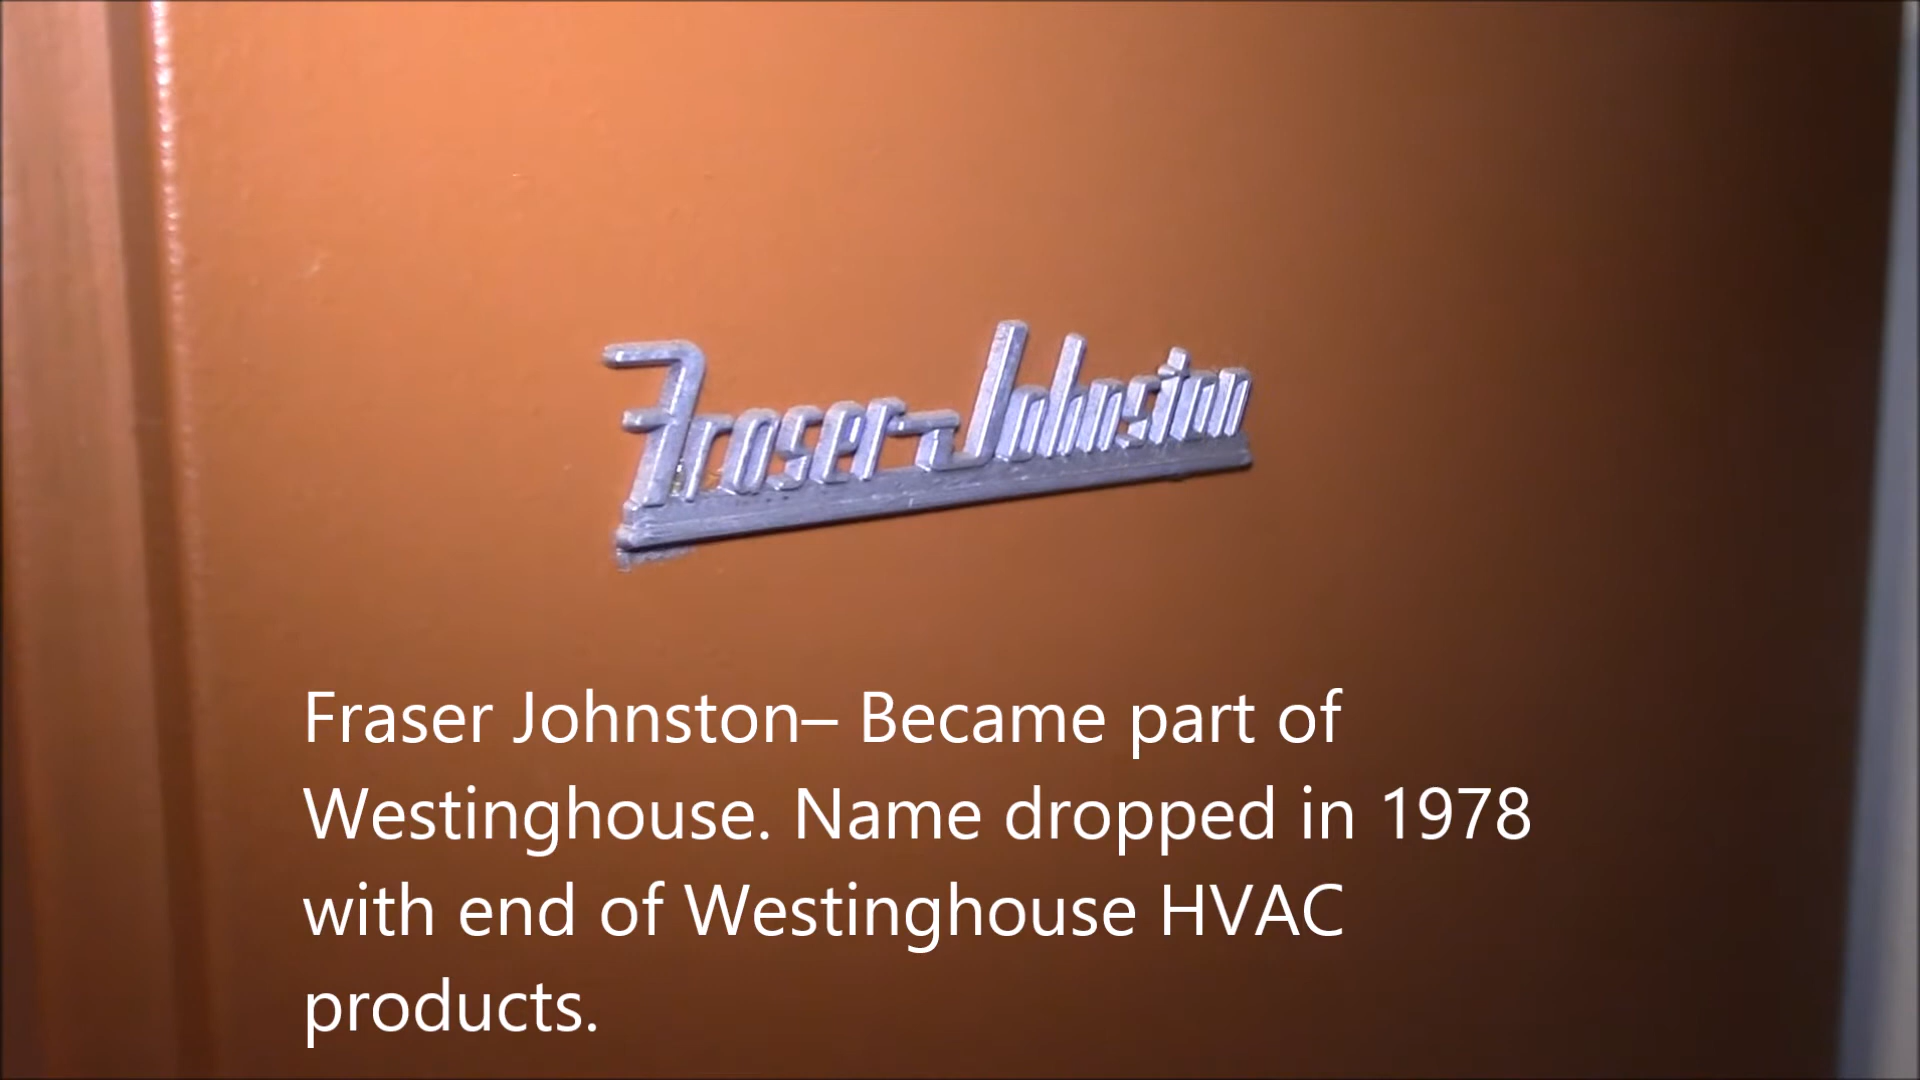 Fraser-Johnston
Fraser Johnston– Became part of
Westinghouse. Name dropped in 1978
with end of Westinghouse HVAC
products.